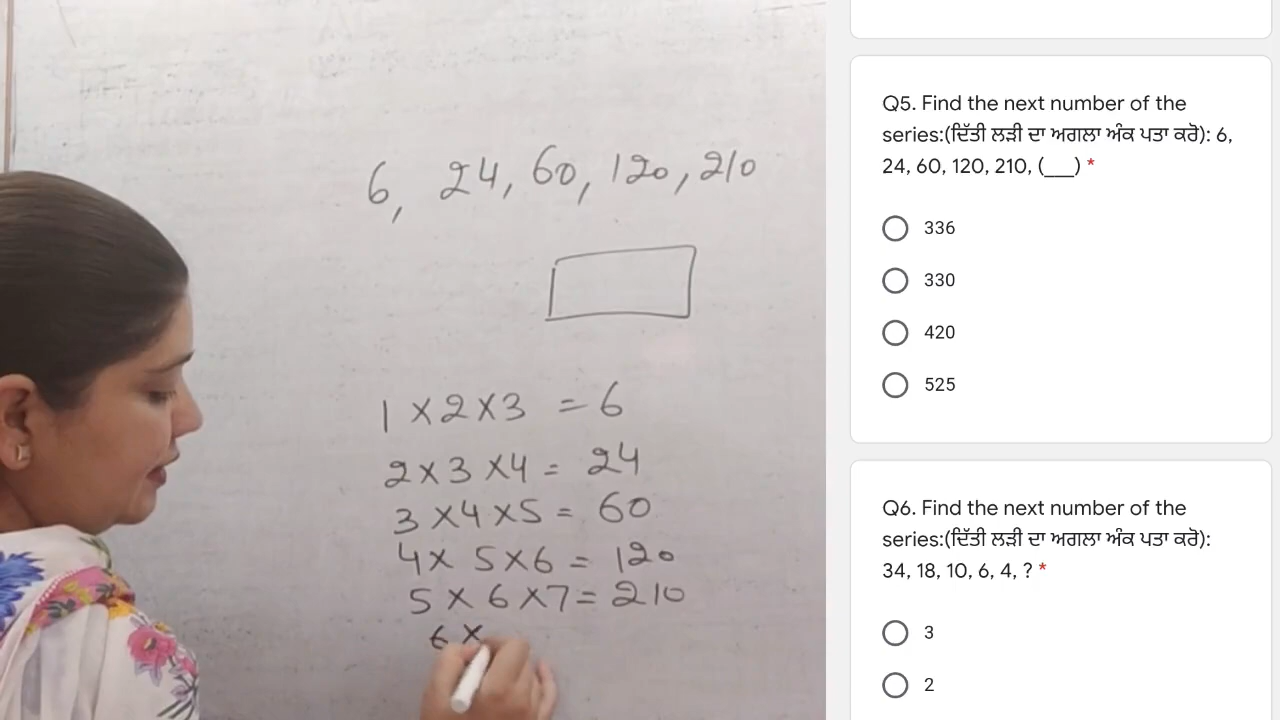 6, 24, 60, 120, 210
1 × 2 × 3 = 6
2 × 3 × 4 = 24
3 × 4 × 5 = 60
4 × 5 × 6 = 120
5 × 6 × 7 = 210
6 ×
Q5. Find the next number of the
series:(ਦਿੱਤੀ ਲੜੀ ਦਾ ਅਗਲਾ ਅੰਕ ਪਤਾ ਕਰੋ): 6,
24, 60, 120, 210, (___) *
336
330
420
525
Q6. Find the next number of the
series:(ਦਿੱਤੀ ਲੜੀ ਦਾ ਅਗਲਾ ਅੰਕ ਪਤਾ ਕਰੋ):
34, 18, 10, 6, 4, ? *
3
2